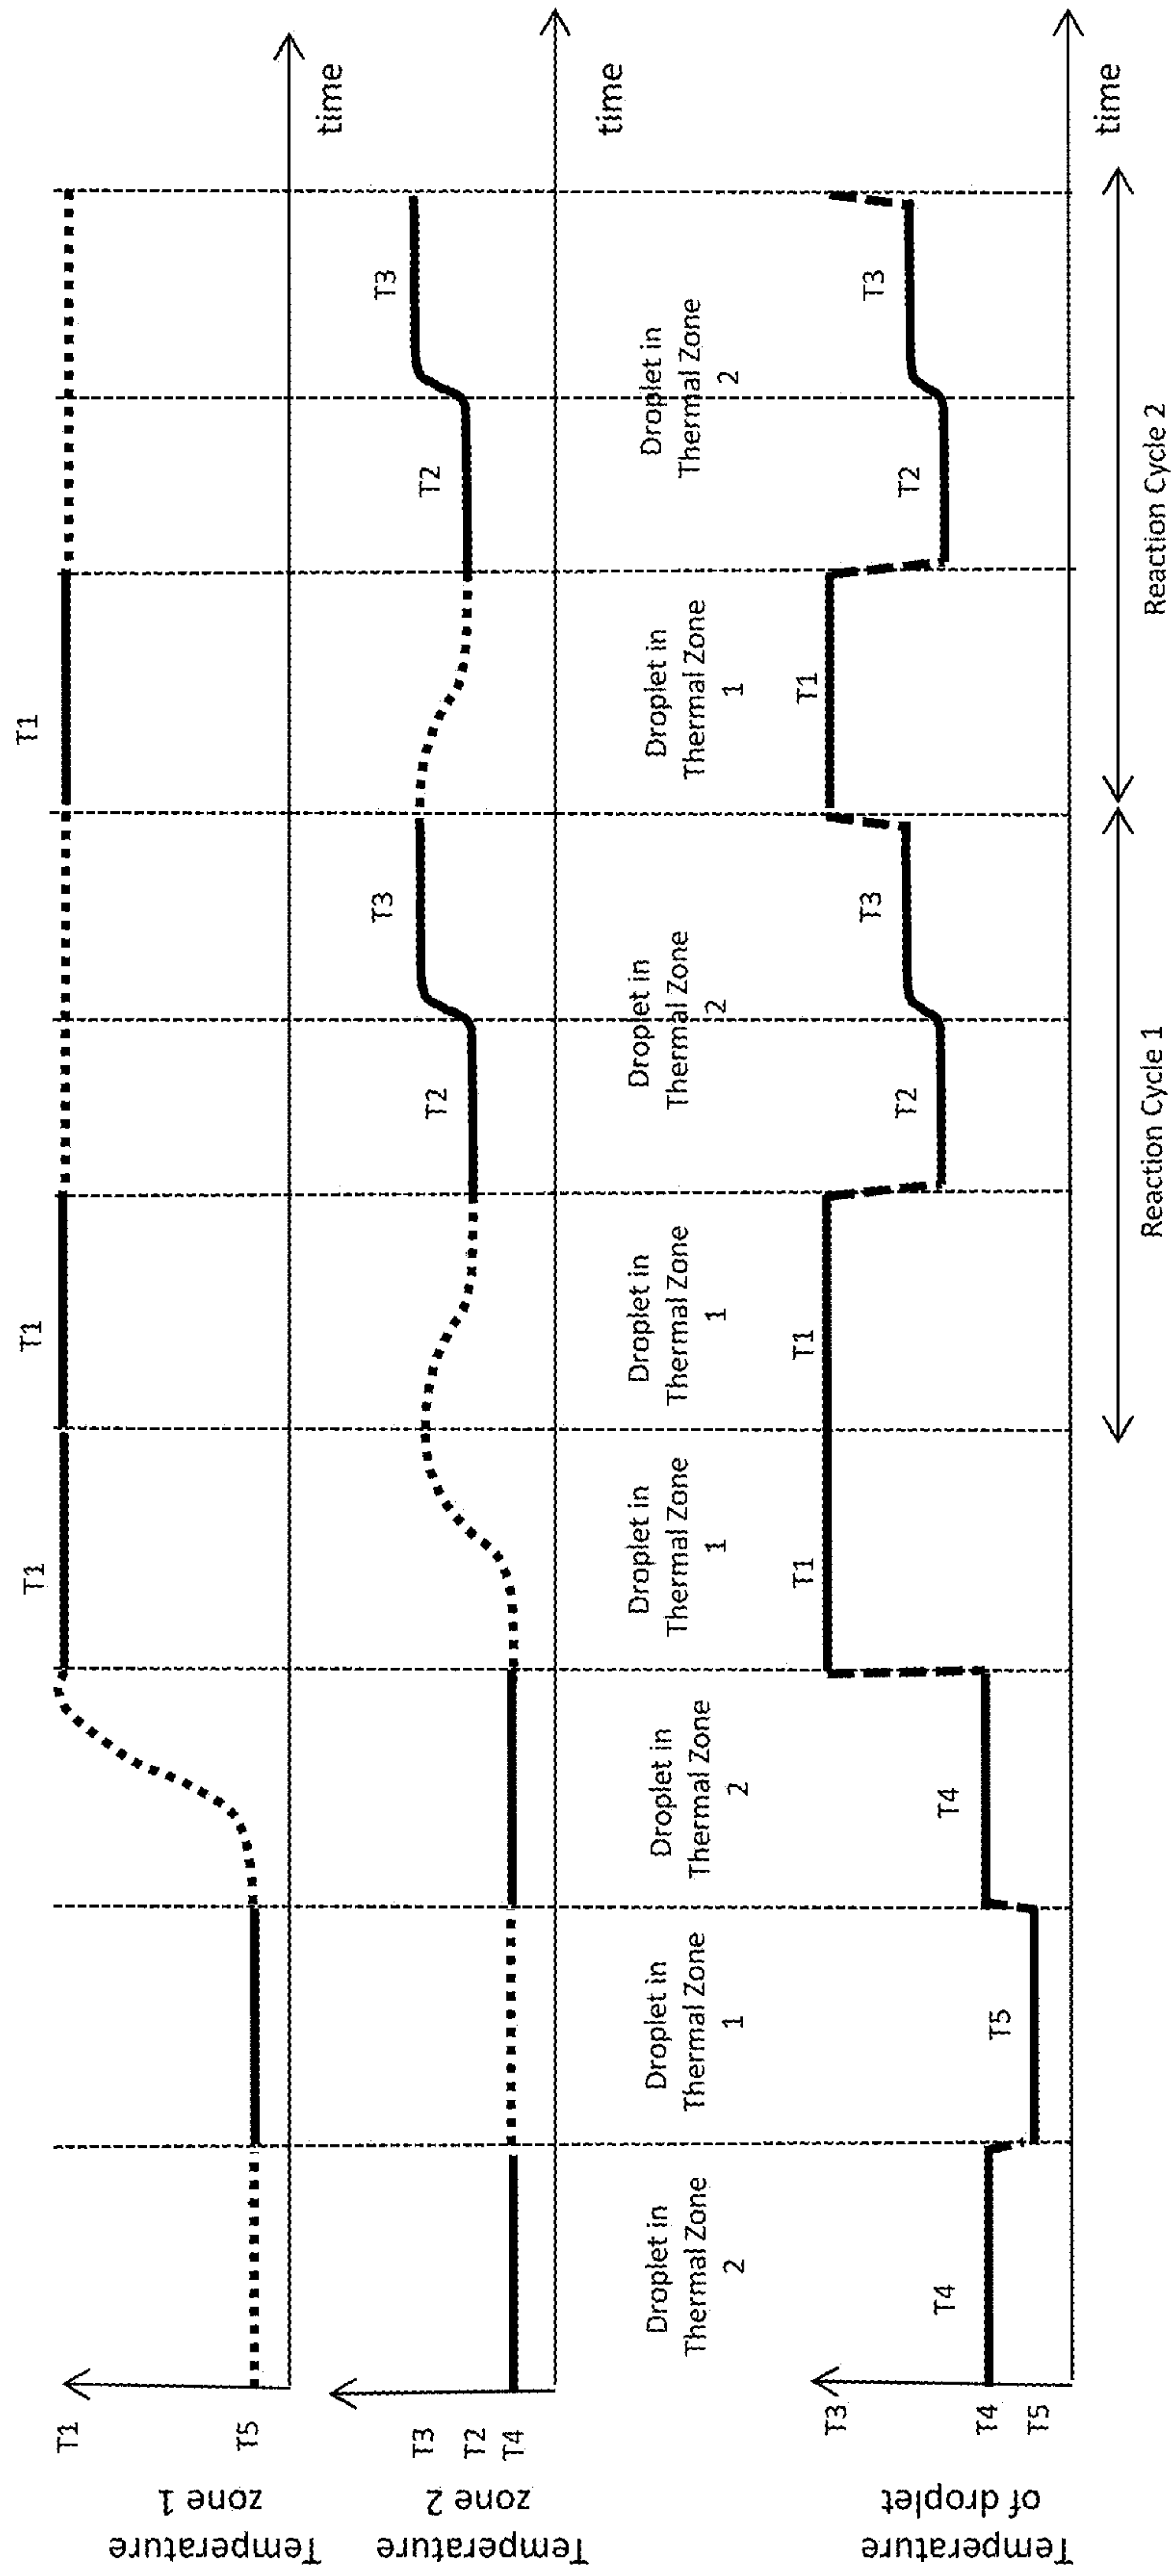 Temperature
zone 1
T1
T5
T1
T1
T1
time
Temperature
zone 2
T3
T2
T4
T2
T3
T2
T3
time
Droplet in
Thermal Zone
2
Droplet in
Thermal Zone
1
Droplet in
Thermal Zone
2
Droplet in
Thermal Zone
1
Droplet in
Thermal Zone
1
Droplet in
Thermal Zone
2
Droplet in
Thermal Zone
1
Droplet in
Thermal Zone
2
Temperature
of droplet
T3
T4
T5
T4
T5
T4
T1
T1
T2
T3
T1
T2
T3
time
Reaction Cycle 1
Reaction Cycle 2